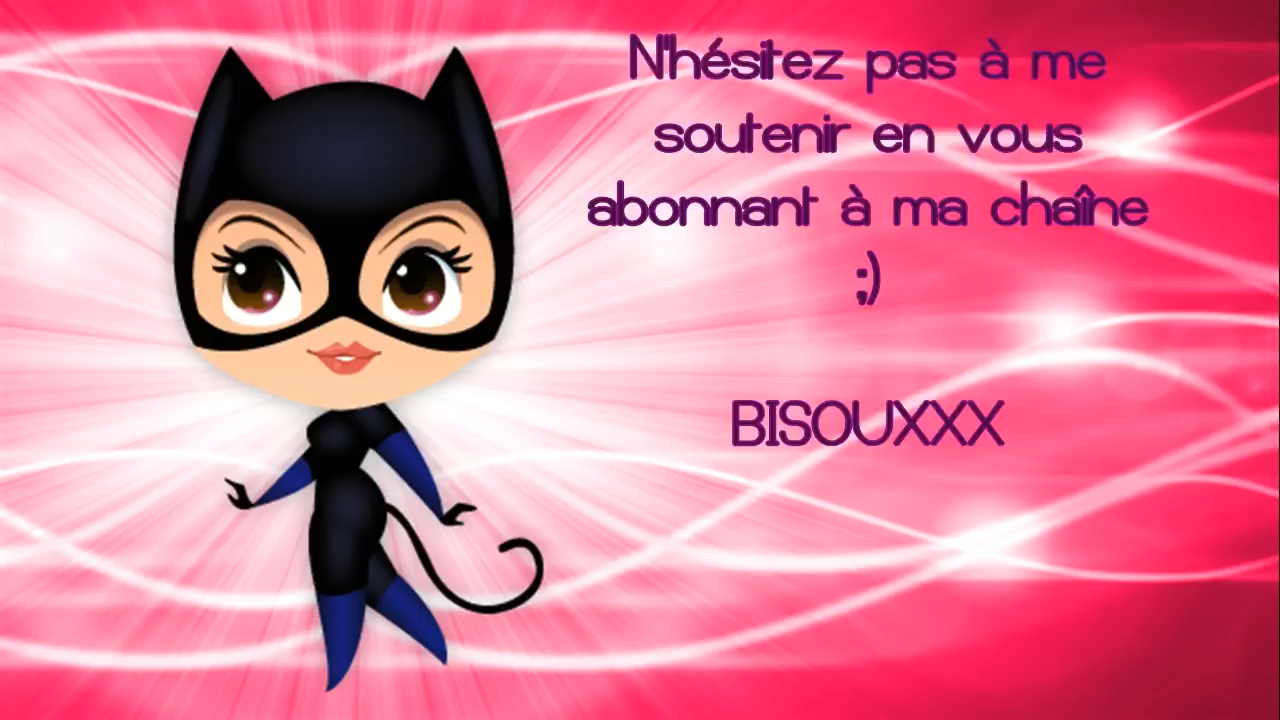 N'hésitez pas à me
soutenir en vous
abonnant à ma chaîne
;)
BISOUXXX